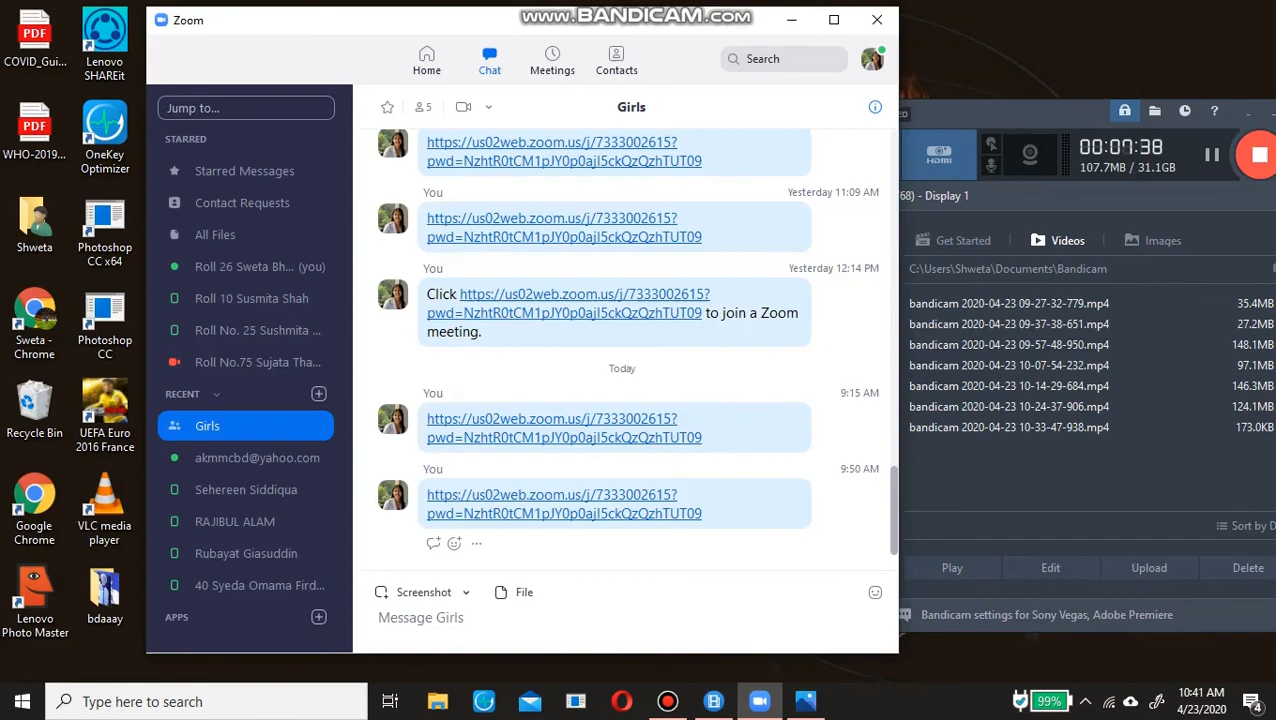 PDF
COVID_Gui...
Lenovo
SHAREit
PDF
WHO-2019...
OneKey
Optimizer
Shweta
Photoshop
CC x64
Sweta -
Chrome
Photoshop
CC
Recycle Bin
UEFA Euro
2016 France
Google
Chrome
VLC media
player
Lenovo
Photo Master
bdaaay
Zoom
www.BANDICAM.com
Home
Chat
Meetings
Contacts
Search
Jump to...
STARRED
Starred Messages
Contact Requests
All Files
Roll 26 Sweta Bh... (you)
Roll 10 Susmita Shah
Roll No. 25 Sushmita ...
Roll No.75 Sujata Tha...
RECENT
Girls
akmmcbd@yahoo.com
Sehereen Siddiqua
RAJIBUL ALAM
Rubayat Giasuddin
40 Syeda Omama Fird...
APPS
5
Girls
https://us02web.zoom.us/j/7333002615?
pwd=NzhtR0tCM1pJY0p0ajI5ckQzQzhTUT09
You
Yesterday 11:09 AM
https://us02web.zoom.us/j/7333002615?
pwd=NzhtR0tCM1pJY0p0ajI5ckQzQzhTUT09
You
Yesterday 12:14 PM
Click https://us02web.zoom.us/j/7333002615?
pwd=NzhtR0tCM1pJY0p0ajI5ckQzQzhTUT09 to join a Zoom
meeting.
Today
You
9:15 AM
https://us02web.zoom.us/j/7333002615?
pwd=NzhtR0tCM1pJY0p0ajI5ckQzQzhTUT09
You
9:50 AM
https://us02web.zoom.us/j/7333002615?
pwd=NzhtR0tCM1pJY0p0ajI5ckQzQzhTUT09
Screenshot
File
Message Girls
HDMI
00:07:38
107.7MB / 31.1GB
68) - Display 1
Get Started
Videos
Images
C:\Users\Shweta\Documents\Bandicam
bandicam 2020-04-23 09-27-32-779.mp4 35.4MB
bandicam 2020-04-23 09-37-38-651.mp4 27.2MB
bandicam 2020-04-23 09-57-48-950.mp4 148.1MB
bandicam 2020-04-23 10-07-54-232.mp4 97.1MB
bandicam 2020-04-23 10-14-29-684.mp4 146.3MB
bandicam 2020-04-23 10-24-37-906.mp4 124.1MB
bandicam 2020-04-23 10-33-47-938.mp4 173.0KB
Sort by D
Play
Edit
Upload
Delete
Bandicam settings for Sony Vegas, Adobe Premiere
Type here to search
99%
10:41 AM
4/23/2020
4